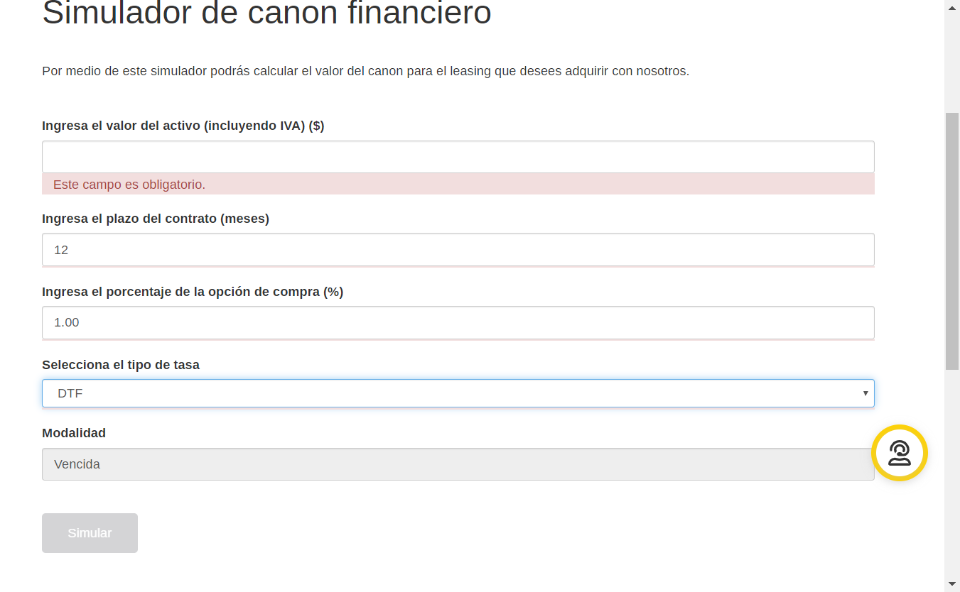 Simulador de canon financiero
Por medio de este simulador podrás calcular el valor del canon para el leasing que desees adquirir con nosotros.
Ingresa el valor del activo (incluyendo IVA) ($)
Este campo es obligatorio.
Ingresa el plazo del contrato (meses)
12
Ingresa el porcentaje de la opción de compra (%)
1.00
Selecciona el tipo de tasa
DTF
Modalidad
Vencida
Simular